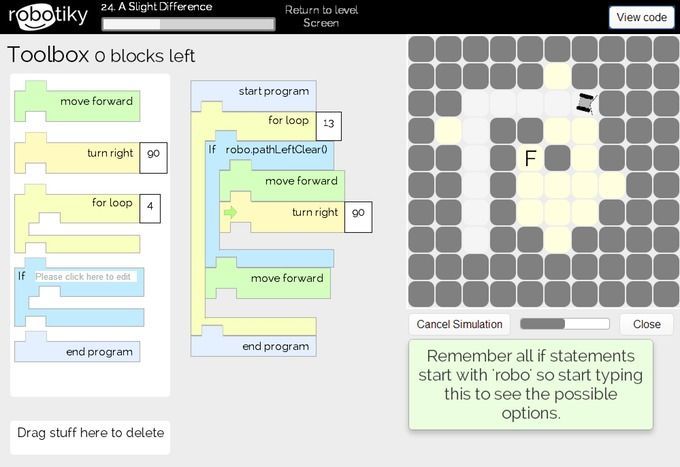 robotiky
24. A Slight Difference
Return to level
Screen
View code
Toolbox 0 blocks left
move forward
turn right 90
for loop 4
If Please click here to edit
end program
Drag stuff here to delete
start program
for loop 13
If robo.pathLeftClear()
move forward
turn right 90
move forward
end program
F
Cancel Simulation
Close
Remember all if statements
start with 'robo' so start typing
this to see the possible
options.